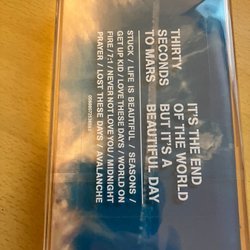 THIRTY
SECONDS
TO MARS
IT'S THE END
OF THE WORLD
BUT IT'S A
BEAUTIFUL DAY
STUCK / LIFE IS BEAUTIFUL / SEASONS /
GET UP KID / LOVE THESE DAYS / WORLD ON
FIRE / 7:1 / NEVER NOT LOVE YOU / MIDNIGHT
PRAYER / LOST THESE DAYS / AVALANCHE